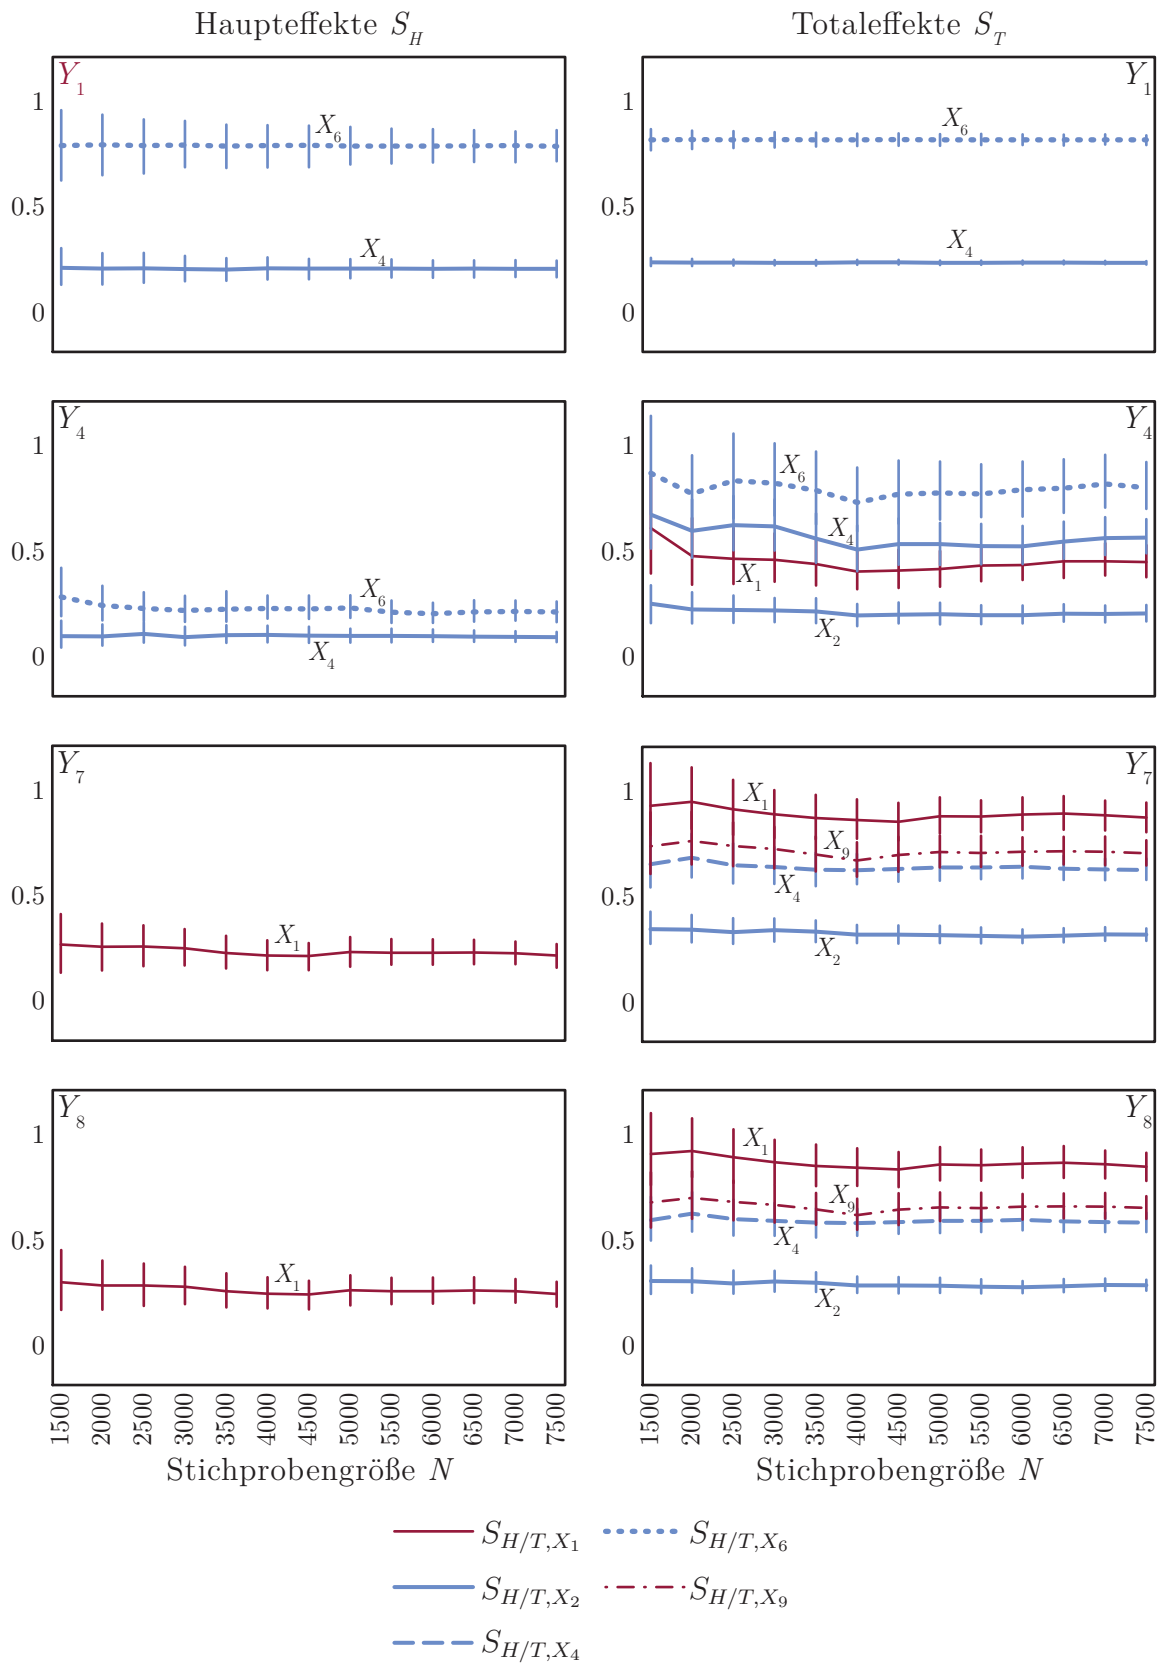 Haupteffekte S_H Totaleffekte S_T
Y_1 Y_1
1 1
X_6 X_6
0.5 0.5
X_4 X_4
0 0
Y_4 Y_4
1 1
X_6
0.5 0.5
X_4
X_1
X_6
X_2
0 X_4 0
Y_7 Y_7
1 X_1 1
X_9
X_4
0.5 0.5
X_1 X_2
0 0
Y_8 Y_8
1 1
X_1
X_9
0.5 X_4 0.5
X_1 X_2
0 0
1500 2000 2500 3000 3500 4000 4500 5000 5500 6000 6500 7000 7500 1500 2000 2500 3000 3500 4000 4500 5000 5500 6000 6500 7000 7500
Stichprobengröße N Stichprobengröße N
S_{H/T,X_1} S_{H/T,X_6}
S_{H/T,X_2} S_{H/T,X_9}
S_{H/T,X_4}